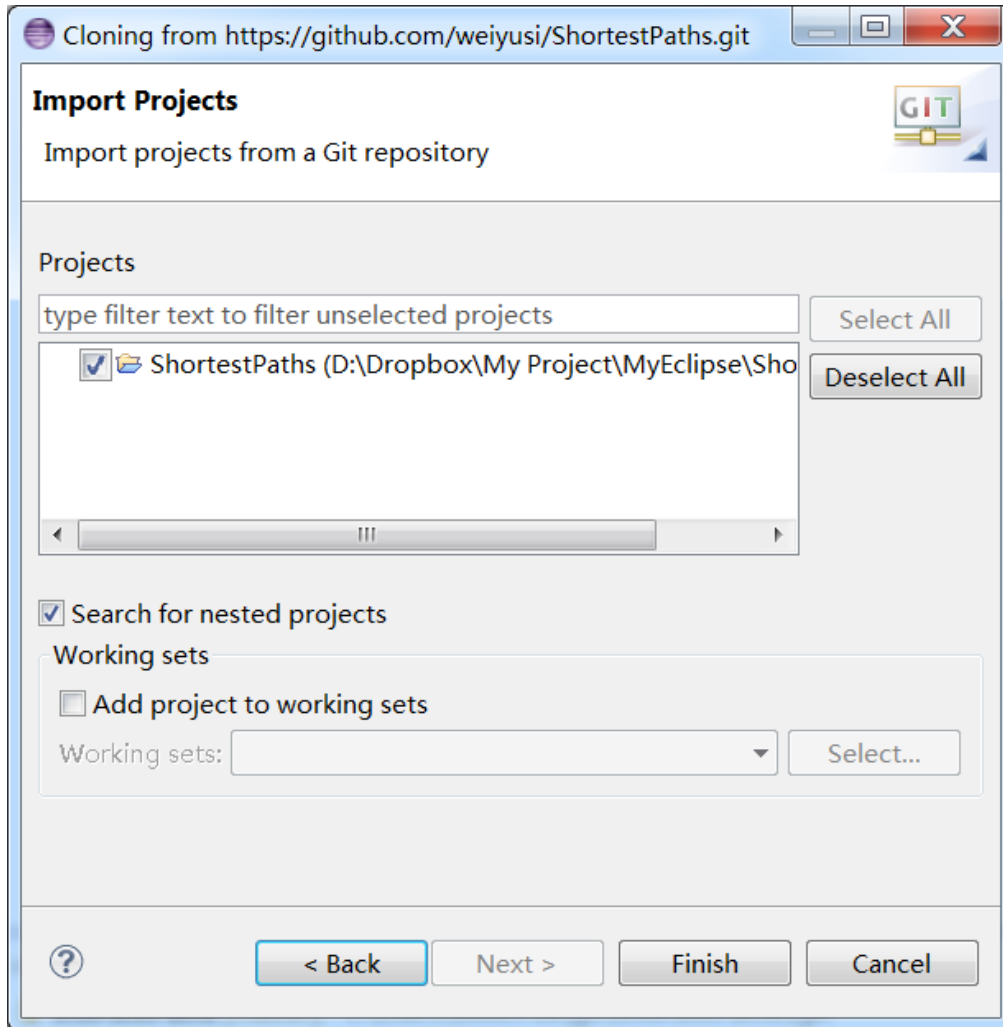 Cloning from https://github.com/weiyusi/ShortestPaths.git
Import Projects
GIT
Import projects from a Git repository
Projects
type filter text to filter unselected projects
Select All
ShortestPaths (D:\Dropbox\My Project\MyEclipse\Sho
Deselect All
Search for nested projects
Working sets
Add project to working sets
Working sets:
Select...
?
< Back
Next >
Finish
Cancel